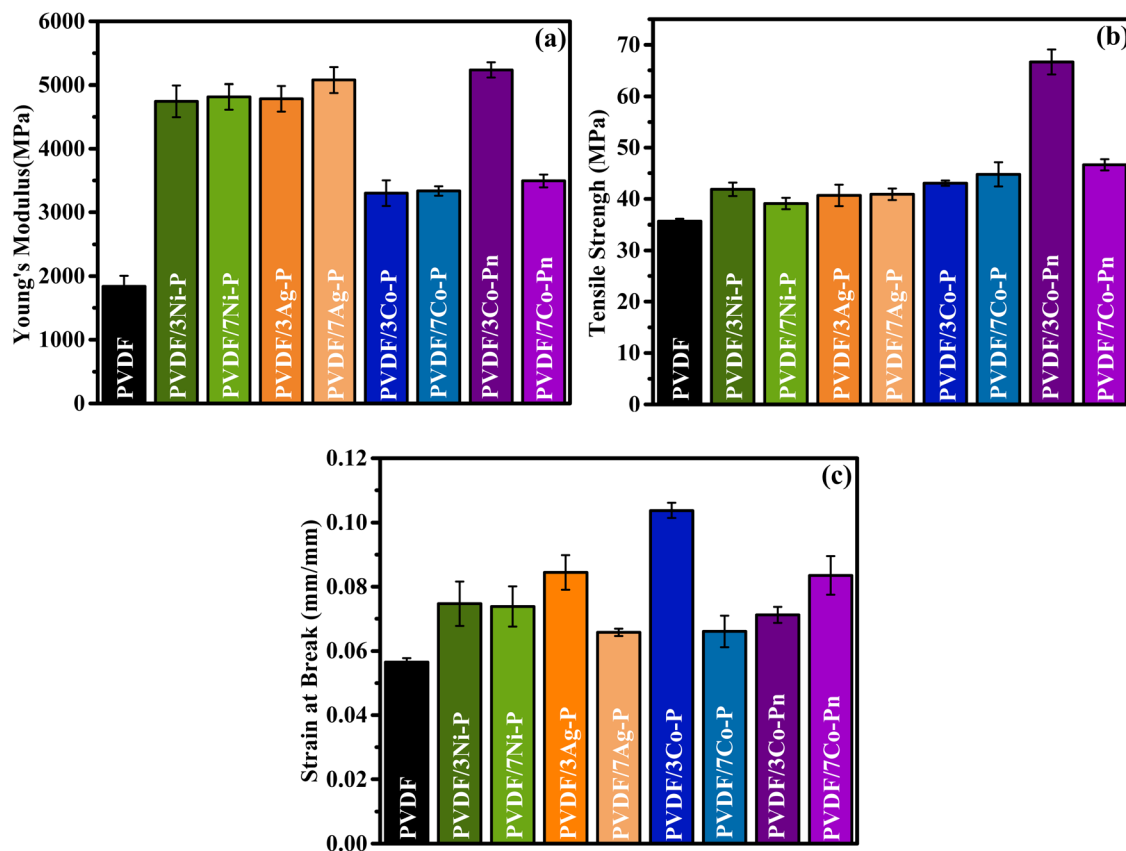 (a)
Young's Modulus(MPa)
6000
5000
4000
3000
2000
1000
0
PVDF
PVDF/3Ni-P
PVDF/7Ni-P
PVDF/3Ag-P
PVDF/7Ag-P
PVDF/3Co-P
PVDF/7Co-P
PVDF/3Co-Pn
PVDF/7Co-Pn
(b)
Tensile Strengh (MPa)
70
60
50
40
30
20
10
0
PVDF
PVDF/3Ni-P
PVDF/7Ni-P
PVDF/3Ag-P
PVDF/7Ag-P
PVDF/3Co-P
PVDF/7Co-P
PVDF/3Co-Pn
PVDF/7Co-Pn
(c)
Strain at Break (mm/mm)
0.12
0.10
0.08
0.06
0.04
0.02
0.00
PVDF
PVDF/3Ni-P
PVDF/7Ni-P
PVDF/3Ag-P
PVDF/7Ag-P
PVDF/3Co-P
PVDF/7Co-P
PVDF/3Co-Pn
PVDF/7Co-Pn